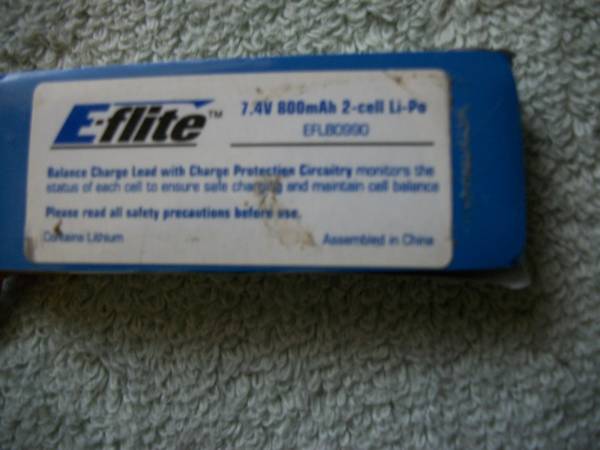 E-flite™
7.4V 800mAh 2-cell Li-Po
EFLB0990
Balance Charge Lead with Charge Protection Circuitry monitors the
status of each cell to ensure safe charging and maintain cell balance
Please read all safety precautions before use.
Contains Lithium
Assembled in China